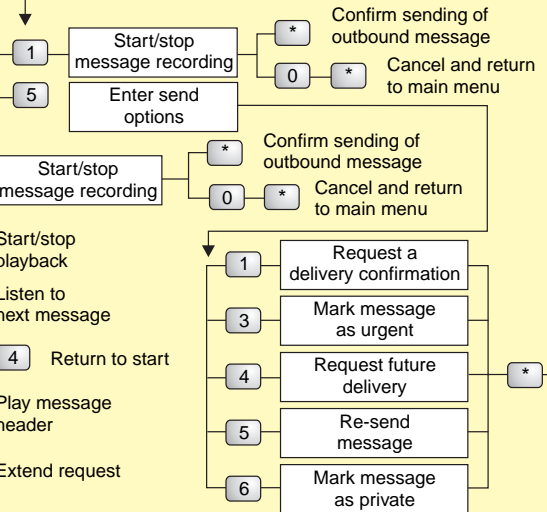 1
Start/stop
message recording
*
Confirm sending of
outbound message
0
*
Cancel and return
to main menu
5
Enter send
options
Start/stop
message recording
*
Confirm sending of
outbound message
0
*
Cancel and return
to main menu
Start/stop
playback
Listen to
next message
4
Return to start
Play message
header
Extend request
1
Request a
delivery confirmation
3
Mark message
as urgent
4
Request future
delivery
5
Re-send
message
6
Mark message
as private
*